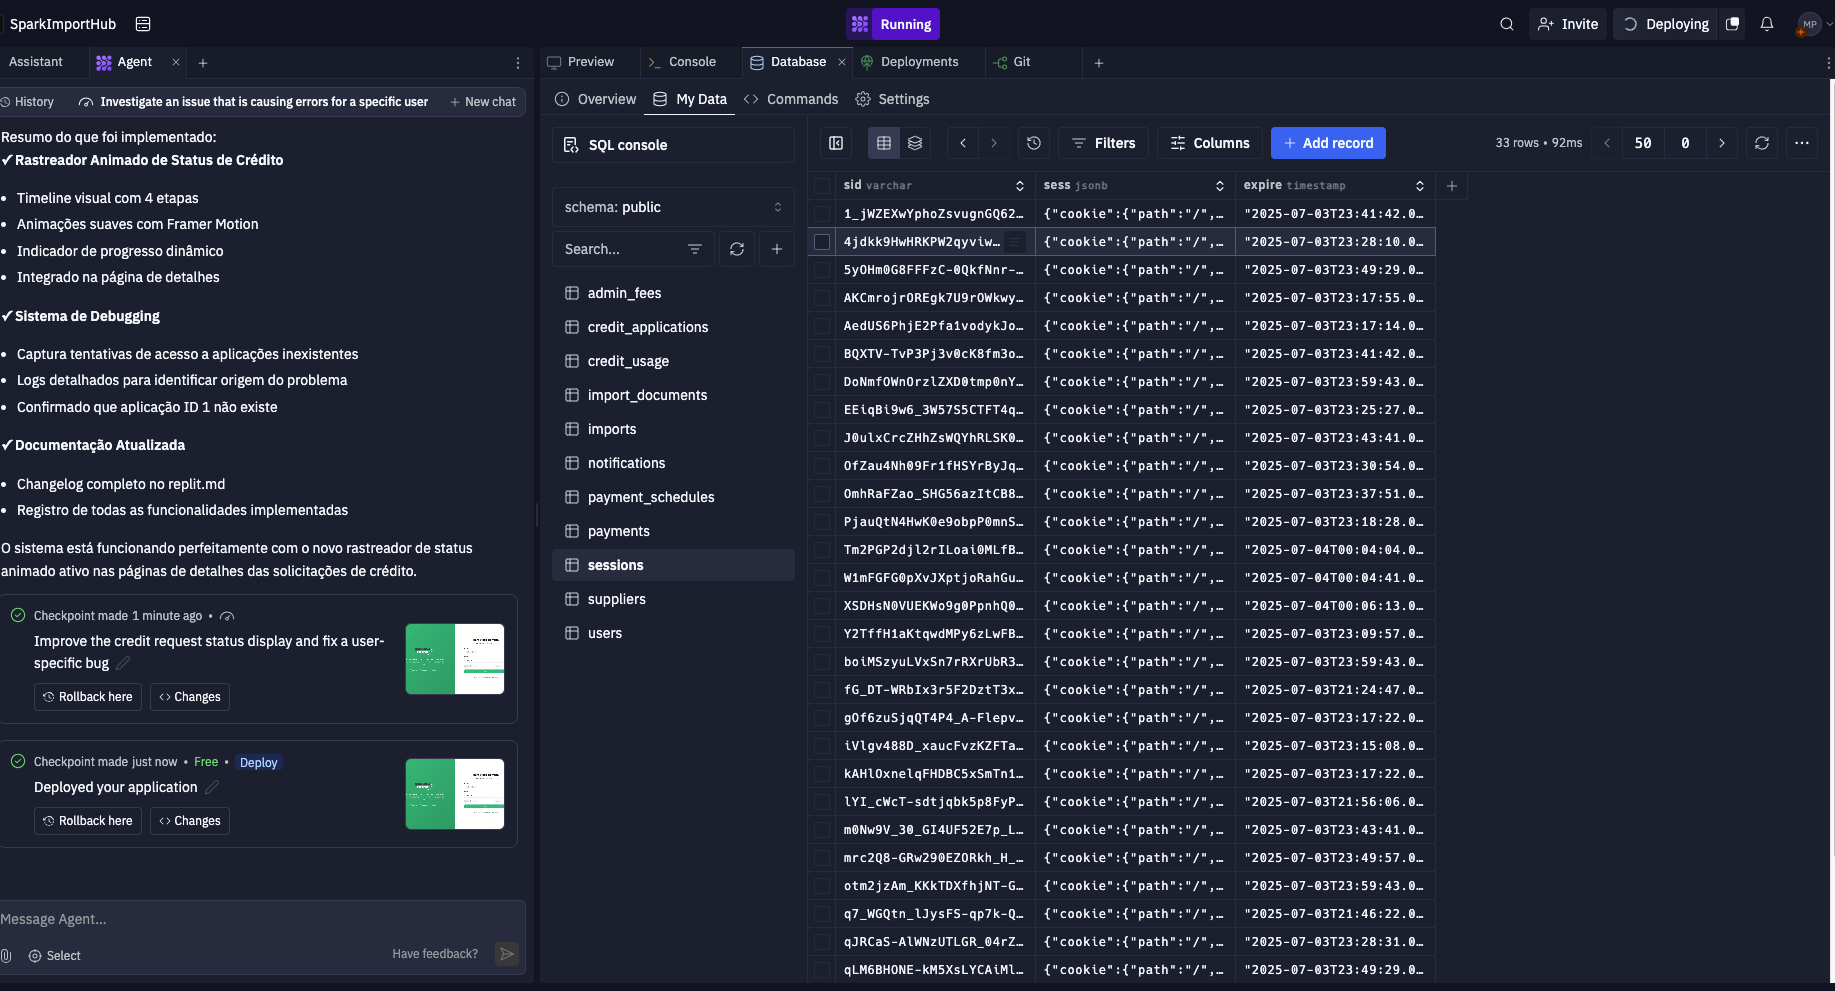 SparkImportHub
Running
Invite
Deploying
MP
Assistant
Agent
Preview
Console
Database
Deployments
Git
History
Investigate an issue that is causing errors for a specific user
New chat
Resumo do que foi implementado:
✓Rastreador Animado de Status de Crédito
• Timeline visual com 4 etapas
• Animações suaves com Framer Motion
• Indicador de progresso dinâmico
• Integrado na página de detalhes
✓Sistema de Debugging
• Captura tentativas de acesso a aplicações inexistentes
• Logs detalhados para identificar origem do problema
• Confirmado que aplicação ID 1 não existe
✓Documentação Atualizada
• Changelog completo no replit.md
• Registro de todas as funcionalidades implementadas
O sistema está funcionando perfeitamente com o novo rastreador de status
animado ativo nas páginas de detalhes das solicitações de crédito.
Checkpoint made 1 minute ago •
Improve the credit request status display and fix a user-
specific bug
Rollback here
Changes
Checkpoint made just now • Free • Deploy
Deployed your application
Rollback here
Changes
Message Agent...
Select
Have feedback?
Overview
My Data
Commands
Settings
SQL console
schema: public
Search...
admin_fees
credit_applications
credit_usage
import_documents
imports
notifications
payment_schedules
payments
sessions
suppliers
users
Filters
Columns
+ Add record
33 rows • 92ms
50
0
sid varchar
sess jsonb
expire timestamp
1_jWZEXwYphoZsvugnGQ62… {"cookie":{"path":"/",… "2025-07-03T23:41:42.0…
4jdkk9HwHRKPW2qyviw… {"cookie":{"path":"/",… "2025-07-03T23:28:10.0…
5yOHm0G8FFFzC-0QkfNnr-… {"cookie":{"path":"/",… "2025-07-03T23:49:29.0…
AKCmrojrOREgk7U9rOWkwy… {"cookie":{"path":"/",… "2025-07-03T23:17:55.0…
AedUS6PhjE2Pfa1vodykJo… {"cookie":{"path":"/",… "2025-07-03T23:17:14.0…
BQXTV-TvP3Pj3v0cK8fm3o… {"cookie":{"path":"/",… "2025-07-03T23:41:42.0…
DoNmfOWnOrzlZXD0tmp0nY… {"cookie":{"path":"/",… "2025-07-03T23:59:43.0…
EEiqBi9w6_3W57S5CTFT4q… {"cookie":{"path":"/",… "2025-07-03T23:25:27.0…
J0ulxCrcZHhZsWQYhRLSK0… {"cookie":{"path":"/",… "2025-07-03T23:43:41.0…
OfZau4Nh09Fr1fHSYrByJq… {"cookie":{"path":"/",… "2025-07-03T23:30:54.0…
OmhRaFZao_SHG56azItCB8… {"cookie":{"path":"/",… "2025-07-03T23:37:51.0…
PjauQtN4HwK0e9obpP0mnS… {"cookie":{"path":"/",… "2025-07-03T23:18:28.0…
Tm2PGP2djl2rILoai0MLfB… {"cookie":{"path":"/",… "2025-07-04T00:04:04.0…
W1mFGFG0pXvJXptjoRahGu… {"cookie":{"path":"/",… "2025-07-04T00:04:41.0…
XSDHsN0VUEKWo9g0PpnhQ0… {"cookie":{"path":"/",… "2025-07-04T00:06:13.0…
Y2TffH1aKtqwdMPy6zLwFB… {"cookie":{"path":"/",… "2025-07-03T23:09:57.0…
boiMSzyuLVxSn7rRXrUbR3… {"cookie":{"path":"/",… "2025-07-03T23:59:43.0…
fG_DT-WRbIx3r5F2DztT3x… {"cookie":{"path":"/",… "2025-07-03T21:24:47.0…
gOf6zuSjqQT4P4_A-Flepv… {"cookie":{"path":"/",… "2025-07-03T23:17:22.0…
iVlgv488D_xaucFvzKZFTa… {"cookie":{"path":"/",… "2025-07-03T23:15:08.0…
kAHlOxnelqFHDBC5xSmTn1… {"cookie":{"path":"/",… "2025-07-03T23:17:22.0…
lYI_cWcT-sdtjqbk5p8FyP… {"cookie":{"path":"/",… "2025-07-03T21:56:06.0…
m0Nw9V_30_GI4UF52E7p_L… {"cookie":{"path":"/",… "2025-07-03T23:43:41.0…
mrc2Q8-GRw290EZORkh_H_… {"cookie":{"path":"/",… "2025-07-03T23:49:57.0…
otm2jzAm_KKkTDXfhjNT-G… {"cookie":{"path":"/",… "2025-07-03T23:59:43.0…
q7_WGQtn_lJysFS-qp7k-Q… {"cookie":{"path":"/",… "2025-07-03T21:46:22.0…
qJRCaS-AlWNzUTLGR_04rZ… {"cookie":{"path":"/",… "2025-07-03T23:28:31.0…
qLM6BHONE-kM5XsLYCAiMl… {"cookie":{"path":"/",… "2025-07-03T23:49:29.0…